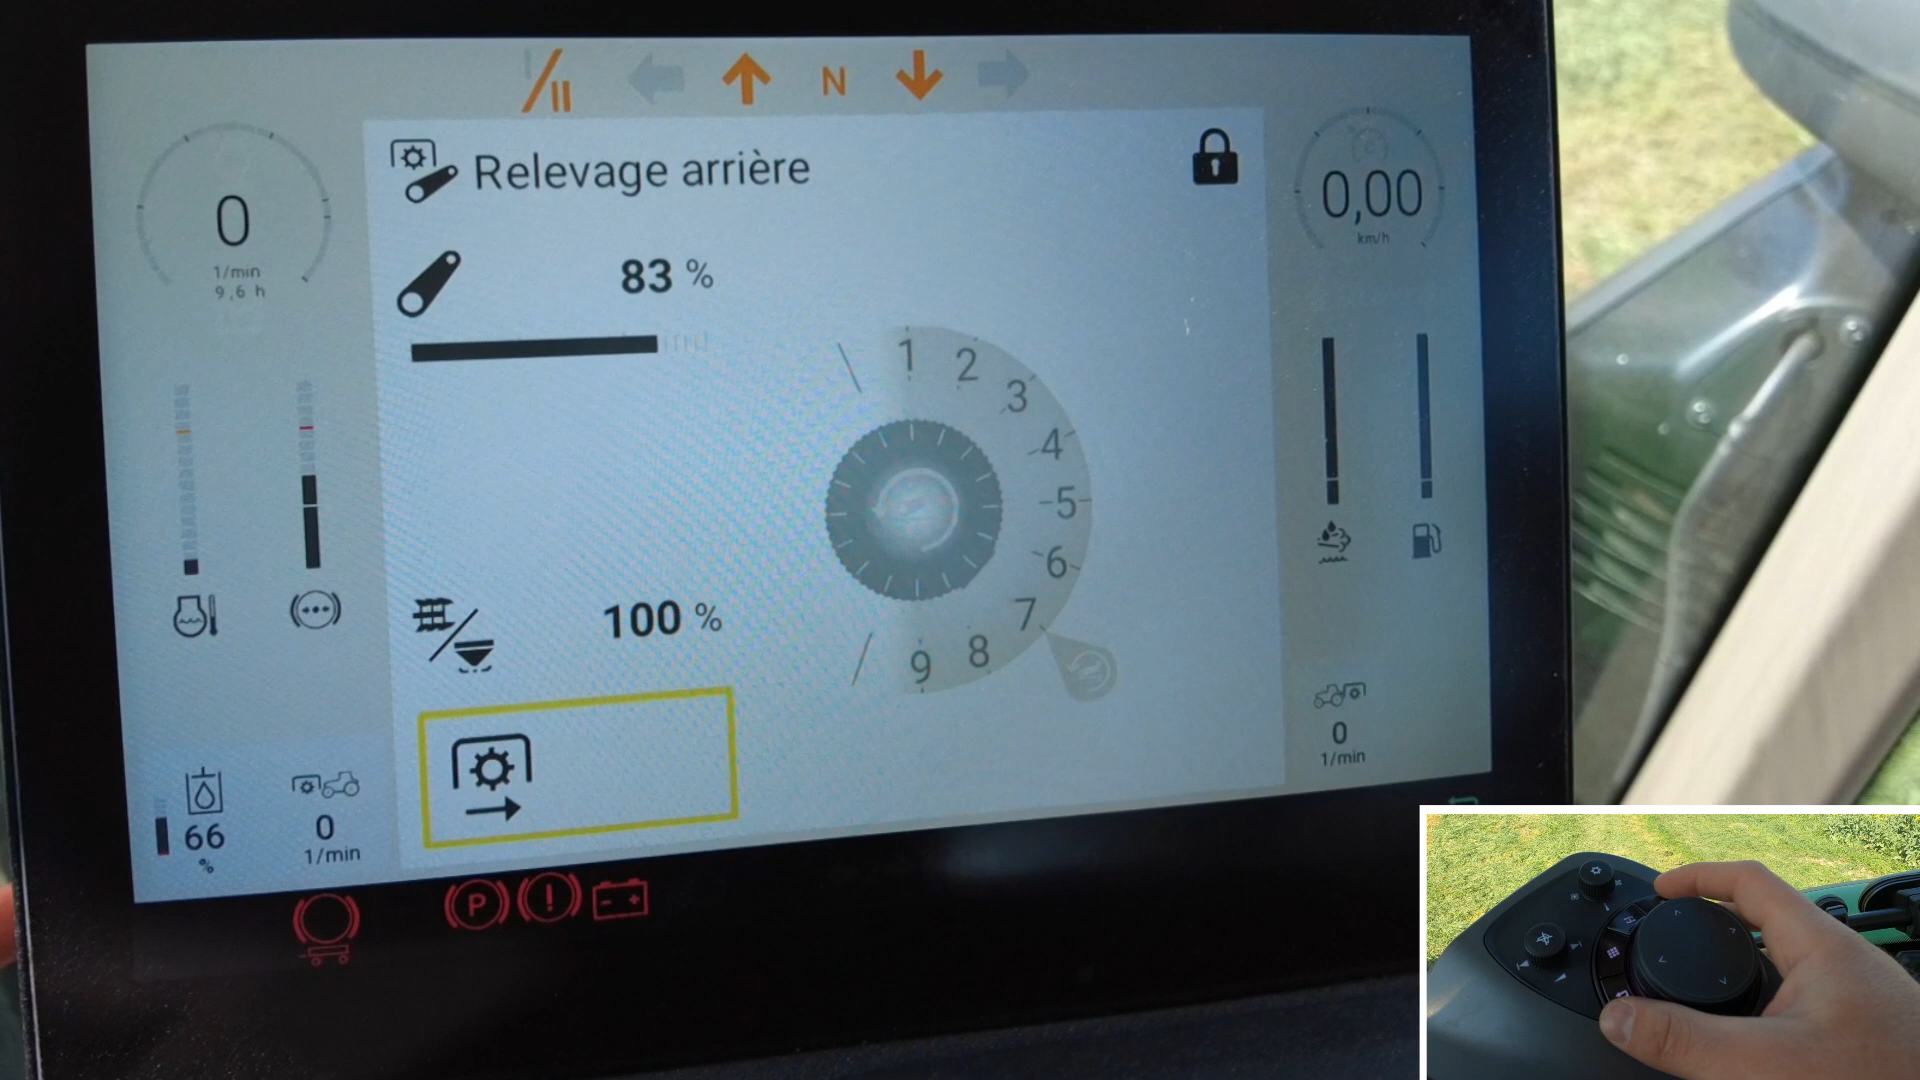 N
Relevage arrière
0
1/min
9,6 h
0,00
km/h
83 %
1
2
3
4
5
6
7
8
9
100 %
66
%
0
1/min
0
1/min
P
!